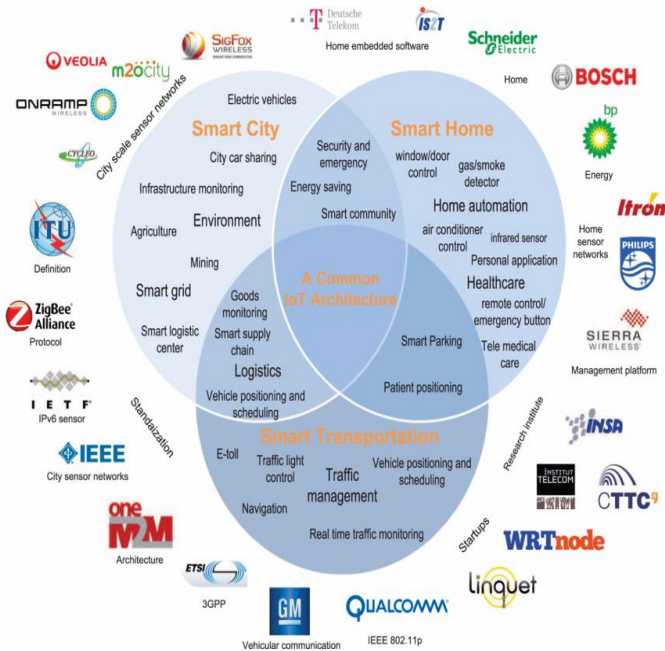 Deutsche
Telekom
IS2T
Home embedded software
SIGFOX
WIRELESS
Schneider
Electric
VEOLIA
m2ocity
Home
BOSCH
ONRAMP
WIRELESS
City scale sensor networks
bp
Energy
Electric vehicles
Smart City
Smart Home
City car sharing
Security and
emergency
window/door
control
gas/smoke
detector
Infrastructure monitoring
Energy saving
Home automation
Itron
Agriculture
Environment
Smart community
air conditioner
control
infrared sensor
Home
sensor
networks
PHILIPS
ITU
Definition
Mining
Personal application
A Common
IoT Architecture
Healthcare
Smart grid
Goods
monitoring
remote control/
emergency button
ZigBee
Alliance
Protocol
Smart logistic
center
Smart supply
chain
Smart Parking
Tele medical
care
SIERRA
WIRELESS
Management platform
Logistics
Patient positioning
Vehicle positioning and
scheduling
IETF
IPv6 sensor
Standaization
Smart Transportation
Research institute
INSA
IEEE
City sensor networks
E-toll
Traffic light
control
Traffic
management
Vehicle positioning and
scheduling
INSTITUT
TELECOM
CTTC9
Navigation
one
M2M
Architecture
Real time traffic monitoring
Startups
WRTnode
ETSI
3GPP
linquet
GM
Vehicular communication
QUALCOMM
IEEE 802.11p